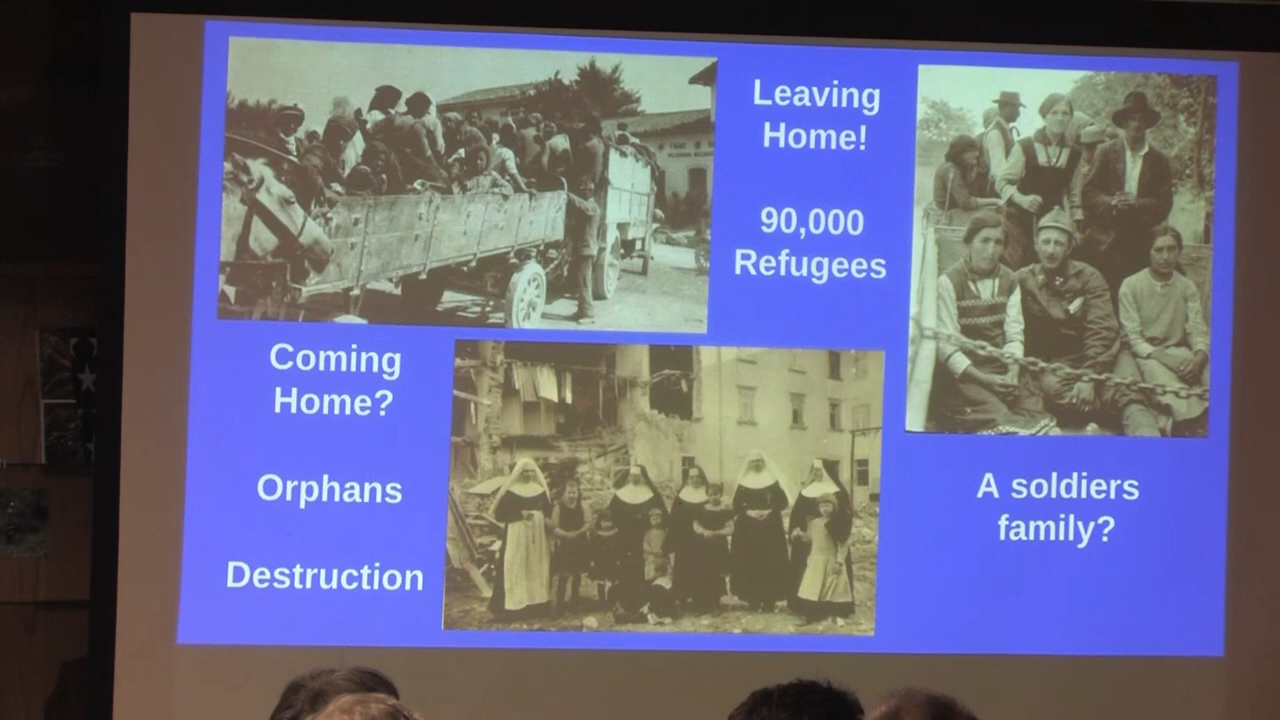 Leaving
Home!
90,000
Refugees
Coming
Home?
Orphans
Destruction
A soldiers
family?